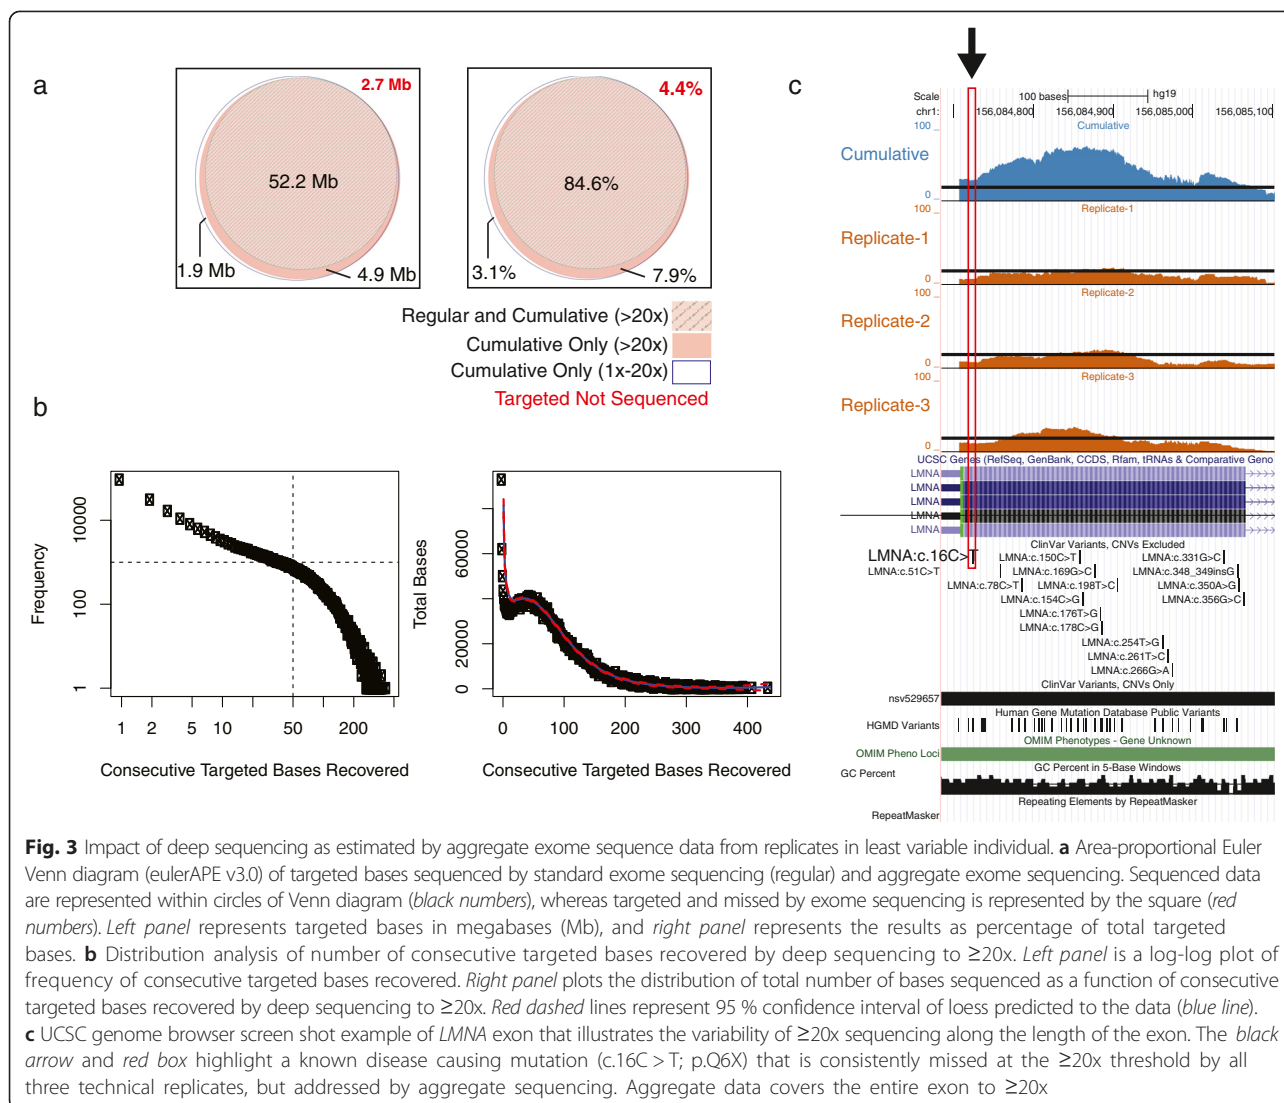 a
2.7 Mb
52.2 Mb
1.9 Mb
4.9 Mb
4.4%
84.6%
3.1%
7.9%
Regular and Cumulative (>20x)
Cumulative Only (>20x)
Cumulative Only (1x-20x)
Targeted Not Sequenced
b
Frequency
10000
100
1
1 2 5 10 50 200
Consecutive Targeted Bases Recovered
Total Bases
60000
20000
0
0 100 200 300 400
Consecutive Targeted Bases Recovered
c
Scale 100 bases hg19
chr1: 156,084,800 156,084,900 156,085,000 156,085,100
100 _ Cumulative
Cumulative
0 _
100 _ Replicate-1
Replicate-1
0 _
100 _ Replicate-2
Replicate-2
0 _
100 _ Replicate-3
Replicate-3
0 _
UCSC Genes (RefSeq, GenBank, CCDS, Rfam, tRNAs & Comparative Geno
LMNA
LMNA
LMNA
LMNA
LMNA
ClinVar Variants, CNVs Excluded
LMNA:c.16C>T LMNA:c.150C>T LMNA:c.331G>C
LMNA:c.51C>T LMNA:c.169G>C LMNA:c.348_349insG
LMNA:c.78C>T LMNA:c.198T>C LMNA:c.350A>G
LMNA:c.154C>G LMNA:c.356G>C
LMNA:c.176T>G
LMNA:c.178C>G
LMNA:c.254T>G
LMNA:c.261T>C
LMNA:c.266G>A
ClinVar Variants, CNVs Only
nsv529657
Human Gene Mutation Database Public Variants
HGMD Variants
OMIM Phenotypes - Gene Unknown
OMIM Pheno Loci
GC Percent in 5-Base Windows
GC Percent
Repeating Elements by RepeatMasker
RepeatMasker
Fig. 3 Impact of deep sequencing as estimated by aggregate exome sequence data from replicates in least variable individual. a Area-proportional Euler
Venn diagram (eulerAPE v3.0) of targeted bases sequenced by standard exome sequencing (regular) and aggregate exome sequencing. Sequenced data
are represented within circles of Venn diagram (black numbers), whereas targeted and missed by exome sequencing is represented by the square (red
numbers). Left panel represents targeted bases in megabases (Mb), and right panel represents the results as percentage of total targeted
bases. b Distribution analysis of number of consecutive targeted bases recovered by deep sequencing to ≥20x. Left panel is a log-log plot of
frequency of consecutive targeted bases recovered. Right panel plots the distribution of total number of bases sequenced as a function of consecutive
targeted bases recovered by deep sequencing to ≥20x. Red dashed lines represent 95 % confidence interval of loess predicted to the data (blue line).
c UCSC genome browser screen shot example of LMNA exon that illustrates the variability of ≥20x sequencing along the length of the exon. The black
arrow and red box highlight a known disease causing mutation (c.16C > T; p.Q6X) that is consistently missed at the ≥20x threshold by all
three technical replicates, but addressed by aggregate sequencing. Aggregate data covers the entire exon to ≥20x